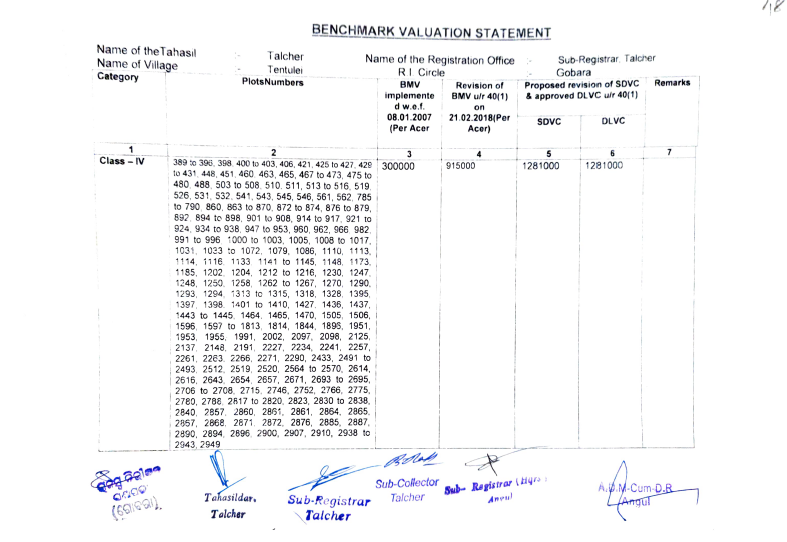 BENCHMARK VALUATION STATEMENT
Name of theTahasil :- Talcher Name of the Registration Office :- Sub-Registrar, Talcher
Name of Village :- Tentulei R I Circle :- Gobara
Category PlotsNumbers BMV implemente d w.e.f. 08.01.2007 (Per Acer Revision of BMV u/r 40(1) on 21.02.2018(Per Acer) Proposed revision of SDVC & approved DLVC u/r 40(1) Remarks
SDVC DLVC
1 2 3 4 5 6 7
Class – IV 389 to 396, 398, 400 to 403, 406, 421, 425 to 427, 429 300000 915000 1281000 1281000
to 431, 448, 451, 460, 463, 465, 467 to 473, 475 to
480, 488, 503 to 508, 510, 511, 513 to 516, 519,
526, 531, 532, 541, 543, 545, 546, 561, 562, 785
to 790, 860, 863 to 870, 872 to 874, 876 to 879,
892, 894 to 898, 901 to 908, 914 to 917, 921 to
924, 934 to 938, 947 to 953, 960, 962, 966, 982,
991 to 996, 1000 to 1003, 1005, 1008 to 1017,
1031, 1033 to 1072, 1079, 1086, 1110, 1113,
1114, 1116, 1133, 1141 to 1145, 1148, 1173,
1185, 1202, 1204, 1212 to 1216, 1230, 1247,
1248, 1250, 1258, 1262 to 1267, 1270, 1290,
1293, 1294, 1313 to 1315, 1318, 1328, 1395,
1397, 1398, 1401 to 1410, 1427, 1436, 1437,
1443 to 1445, 1464, 1465, 1470, 1505, 1506,
1596, 1597 to 1813, 1814, 1844, 1896, 1951,
1953, 1955, 1991, 2002, 2097, 2098, 2125,
2137, 2148, 2191, 2227, 2234, 2241, 2257,
2261, 2263, 2266, 2271, 2290, 2433, 2491 to
2493, 2512, 2519, 2520, 2564 to 2570, 2614,
2616, 2643, 2654, 2657, 2671, 2693 to 2695,
2706 to 2708, 2715, 2746, 2752, 2766, 2775,
2780, 2788, 2817 to 2820, 2823, 2830 to 2838,
2840, 2857, 2860, 2861, 2861, 2864, 2865,
2867, 2868, 2871, 2872, 2876, 2885, 2887,
2890, 2894, 2896, 2900, 2907, 2910, 2938 to
2943, 2949
Tahasildar, Talcher
Sub-Registrar Talcher
Sub-Collector Talcher
Sub- Registrar (Hqrs) Angul
A.D.M-Cum-D.R Angul